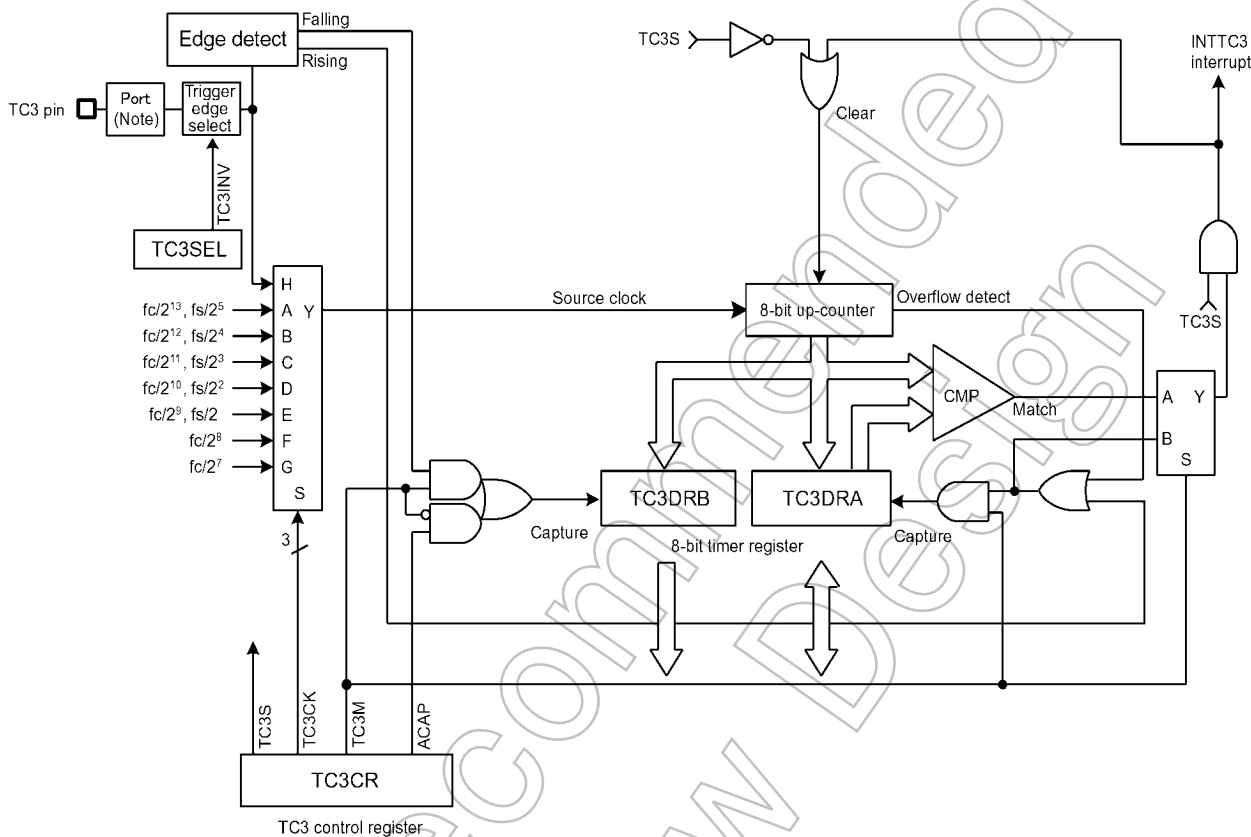 Falling
Edge detect
Rising
TC3 pin
Port
(Note)
Trigger
edge
select
TC3INV
TC3SEL
TC3S
Clear
INTTC3
interrupt
TC3S
H
fc/2¹³, fs/2⁵
A
Y
fc/2¹², fs/2⁴
B
fc/2¹¹, fs/2³
C
fc/2¹⁰, fs/2²
D
fc/2⁹, fs/2
E
fc/2⁸
F
fc/2⁷
G
S
3
Source clock
8-bit up-counter
Overflow detect
CMP
Match
A
Y
B
S
TC3DRB
TC3DRA
Capture
Capture
8-bit timer register
TC3S
TC3CK
TC3M
ACAP
TC3CR
TC3 control register
commended
w Design